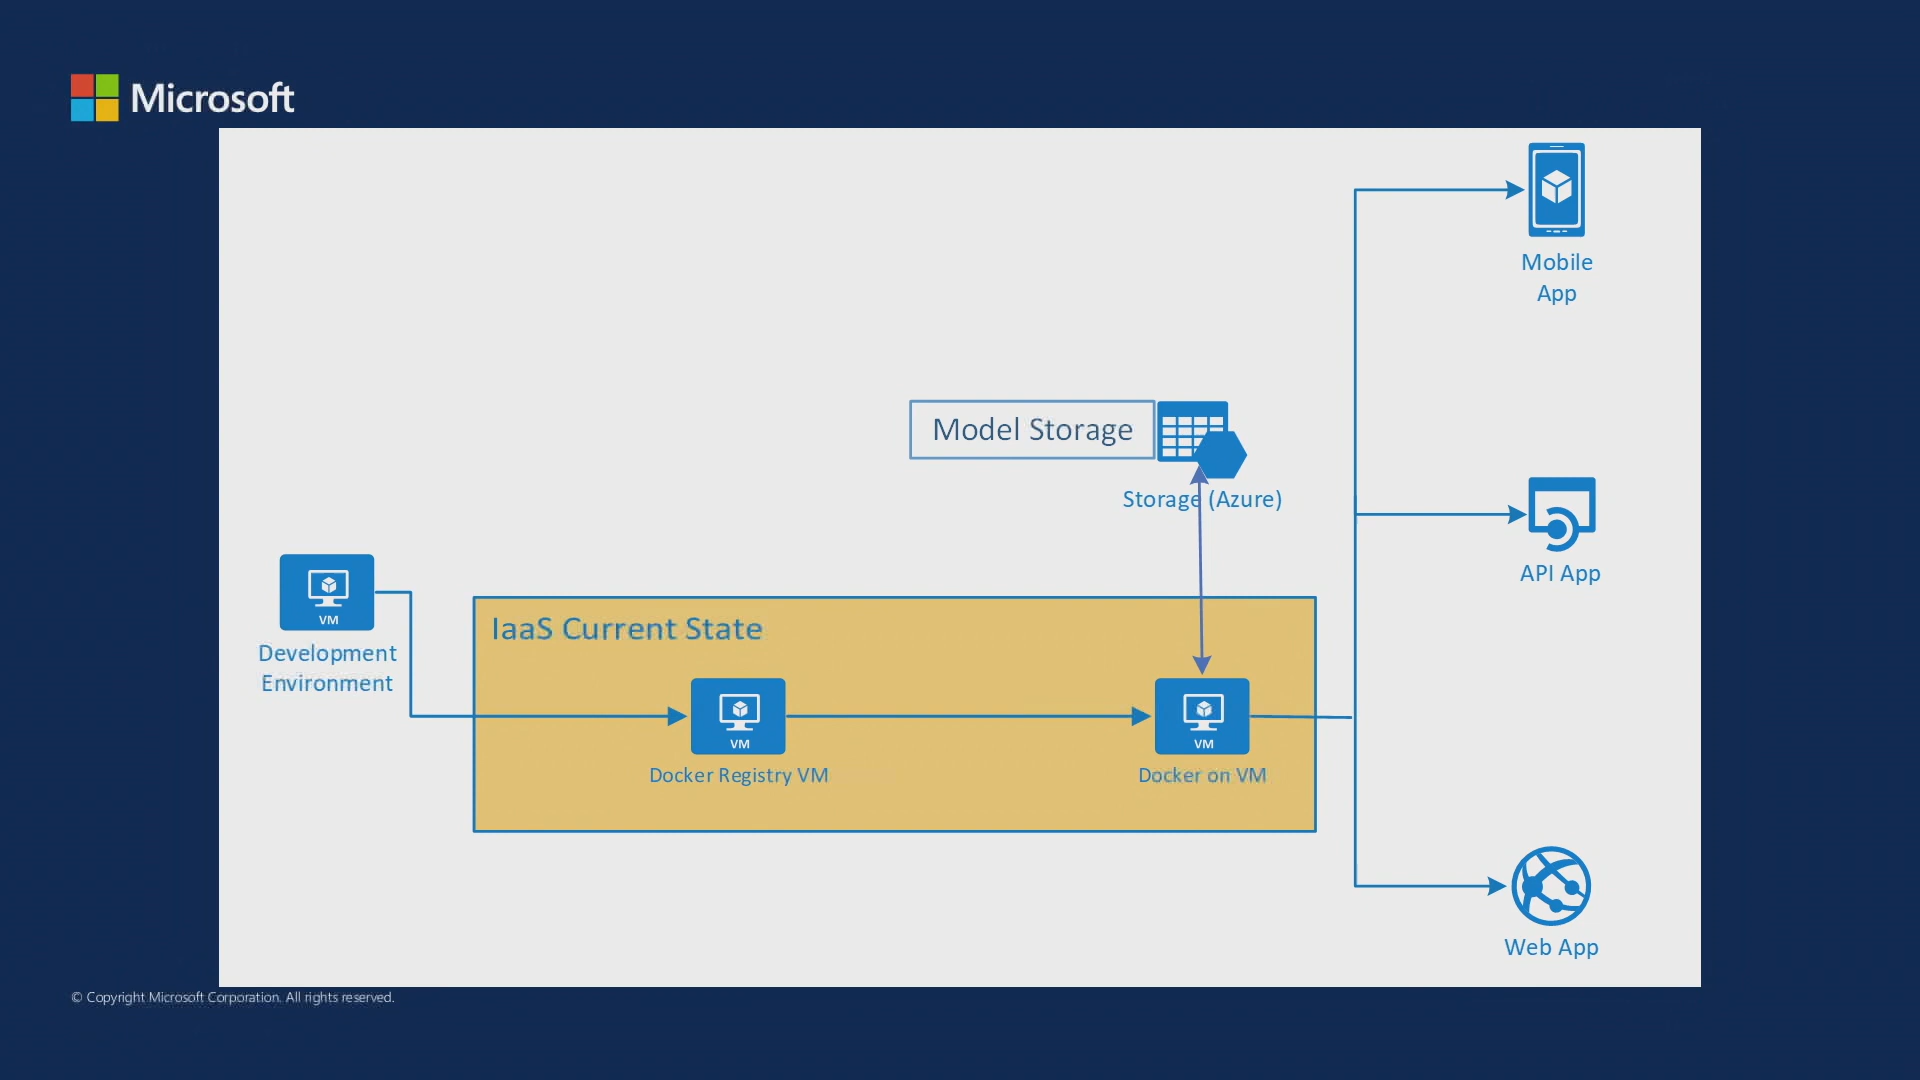 Microsoft
Mobile
App
Model Storage
Storage (Azure)
API App
VM
Development
Environment
IaaS Current State
VM
Docker Registry VM
VM
Docker on VM
Web App
© Copyright Microsoft Corporation. All rights reserved.